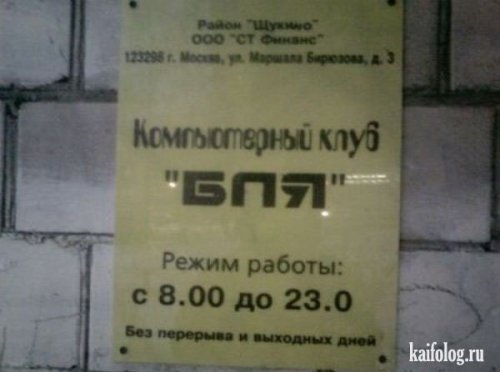 Район "Щукино"
ООО "СТ Финанс"
123298 г. Москва, ул. Маршала Бирюзова, д. 3
Компьютерный клуб
"БПЯ"
Режим работы:
с 8.00 до 23.0
Без перерыва и выходных дней
kaifolog.ru